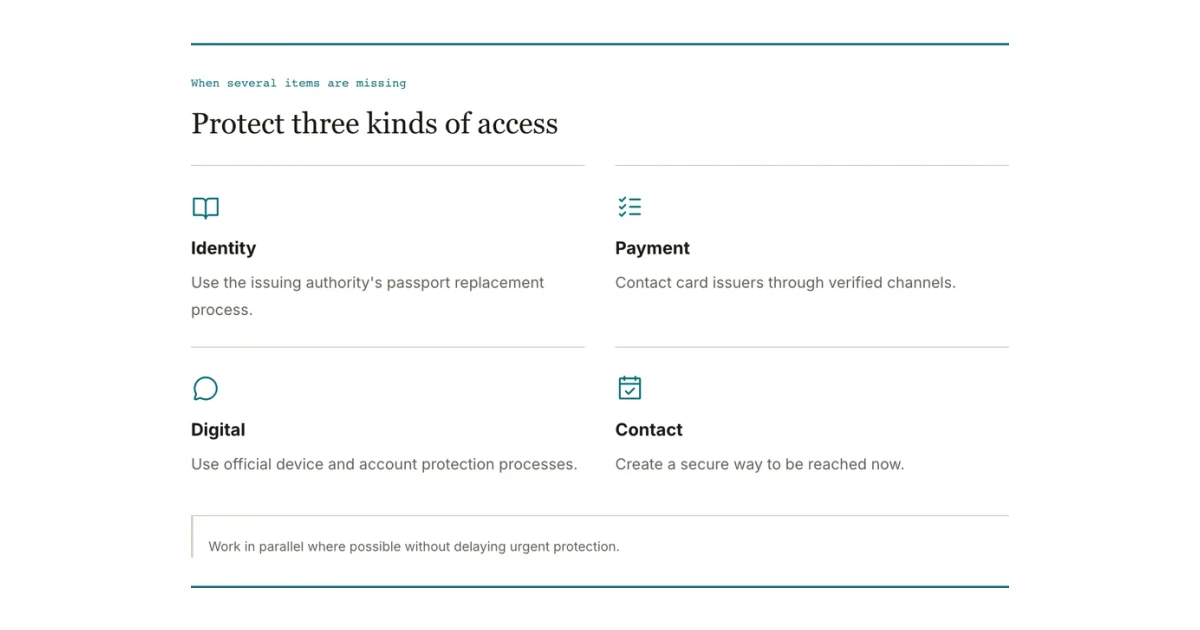 When several items are missing
Protect three kinds of access
Identity
Use the issuing authority's passport replacement
process.
Payment
Contact card issuers through verified channels.
Digital
Use official device and account protection processes.
Contact
Create a secure way to be reached now.
Work in parallel where possible without delaying urgent protection.